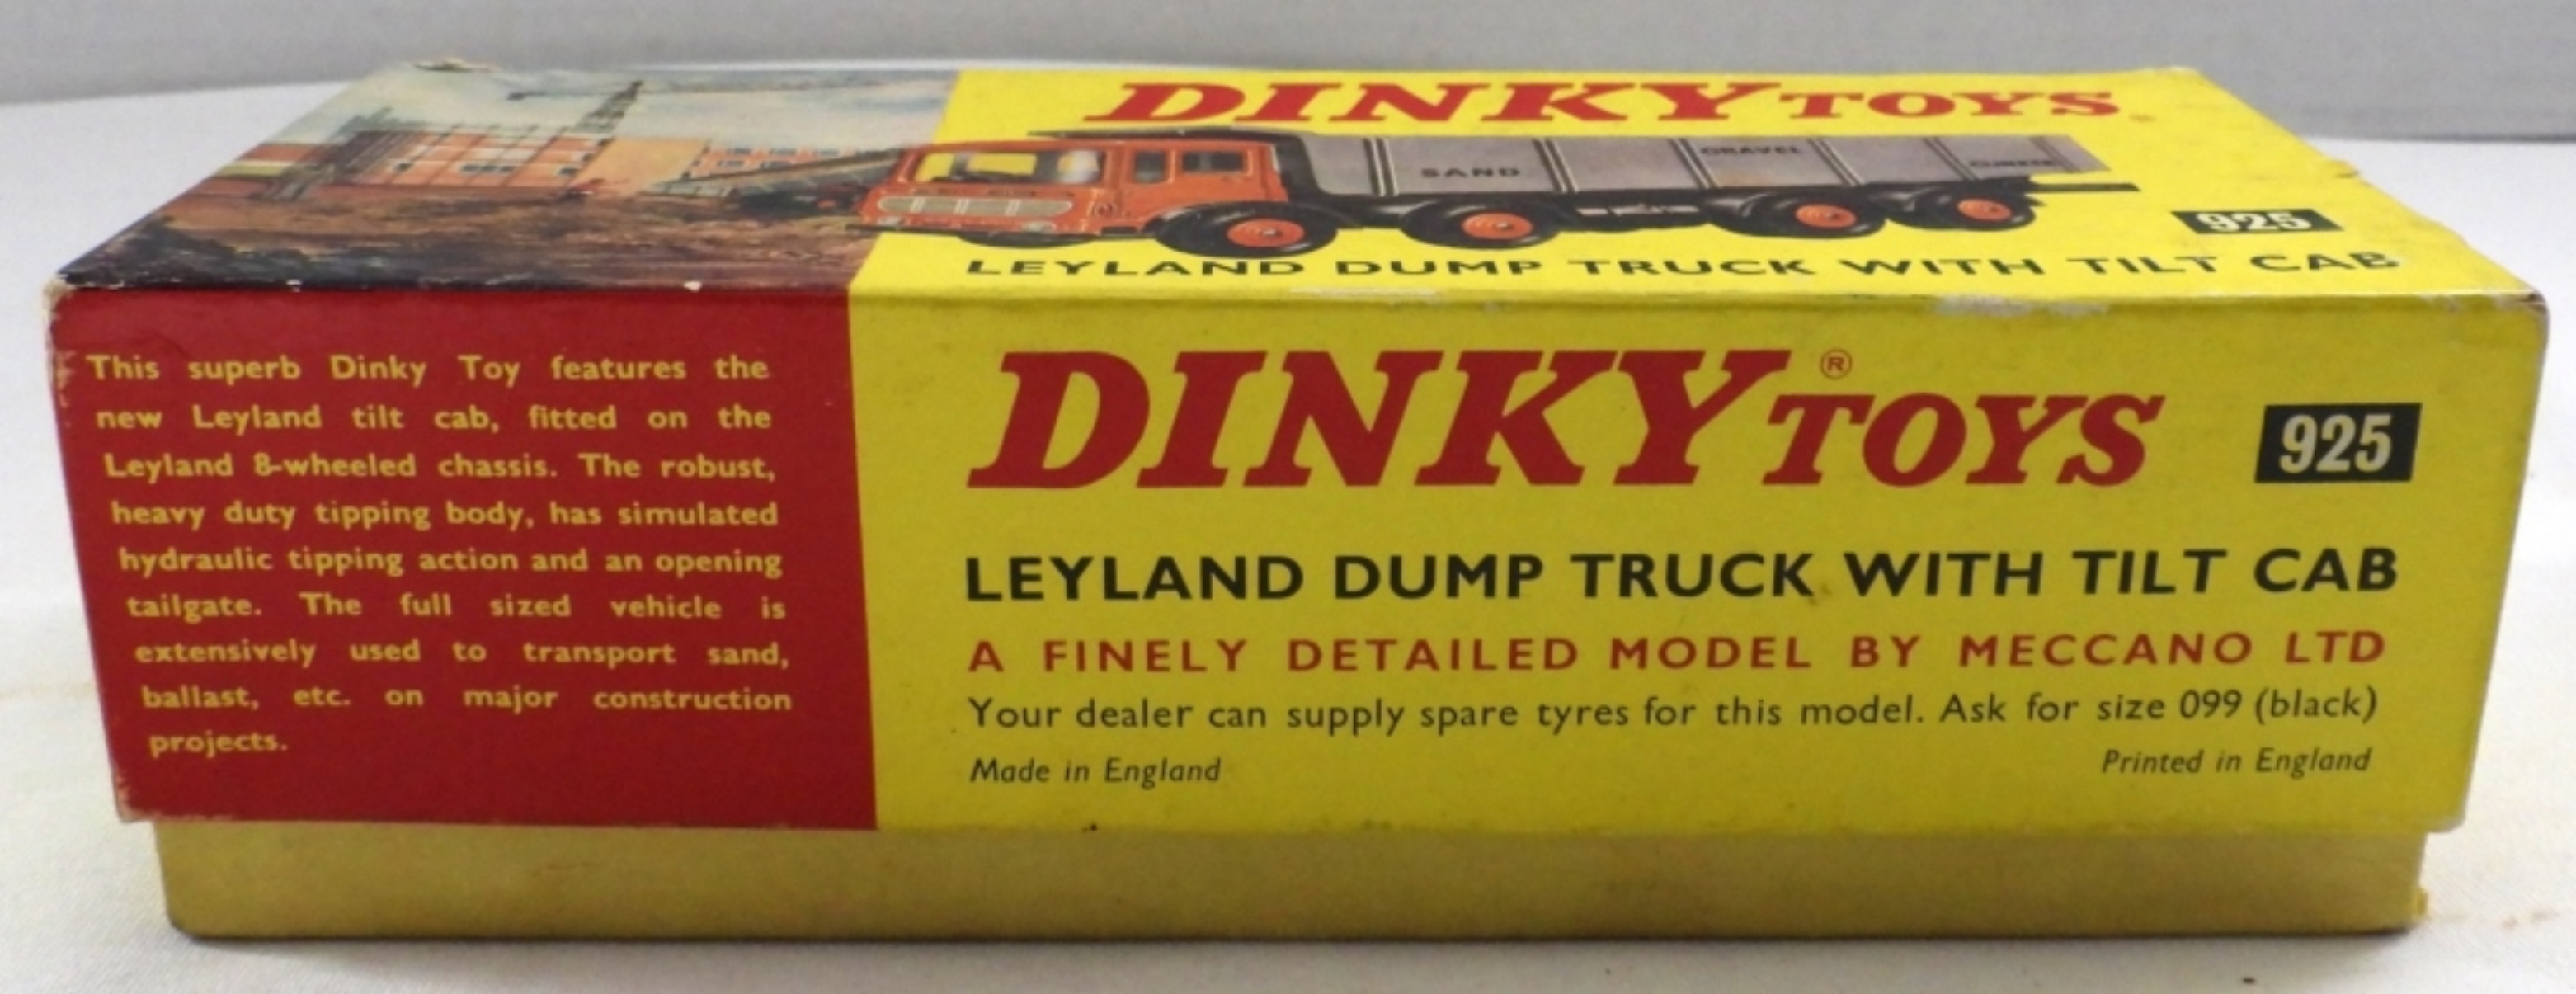 DINKY TOYS
SAND
GRAVEL
925
LEYLAND DUMP TRUCK WITH TILT CAB
This superb Dinky Toy features the
new Leyland tilt cab, fitted on the
Leyland 8-wheeled chassis. The robust,
heavy duty tipping body, has simulated
hydraulic tipping action and an opening
tailgate. The full sized vehicle is
extensively used to transport sand,
ballast, etc. on major construction
projects.
DINKY TOYS ®
925
LEYLAND DUMP TRUCK WITH TILT CAB
A FINELY DETAILED MODEL BY MECCANO LTD
Your dealer can supply spare tyres for this model. Ask for size 099 (black)
Made in England
Printed in England